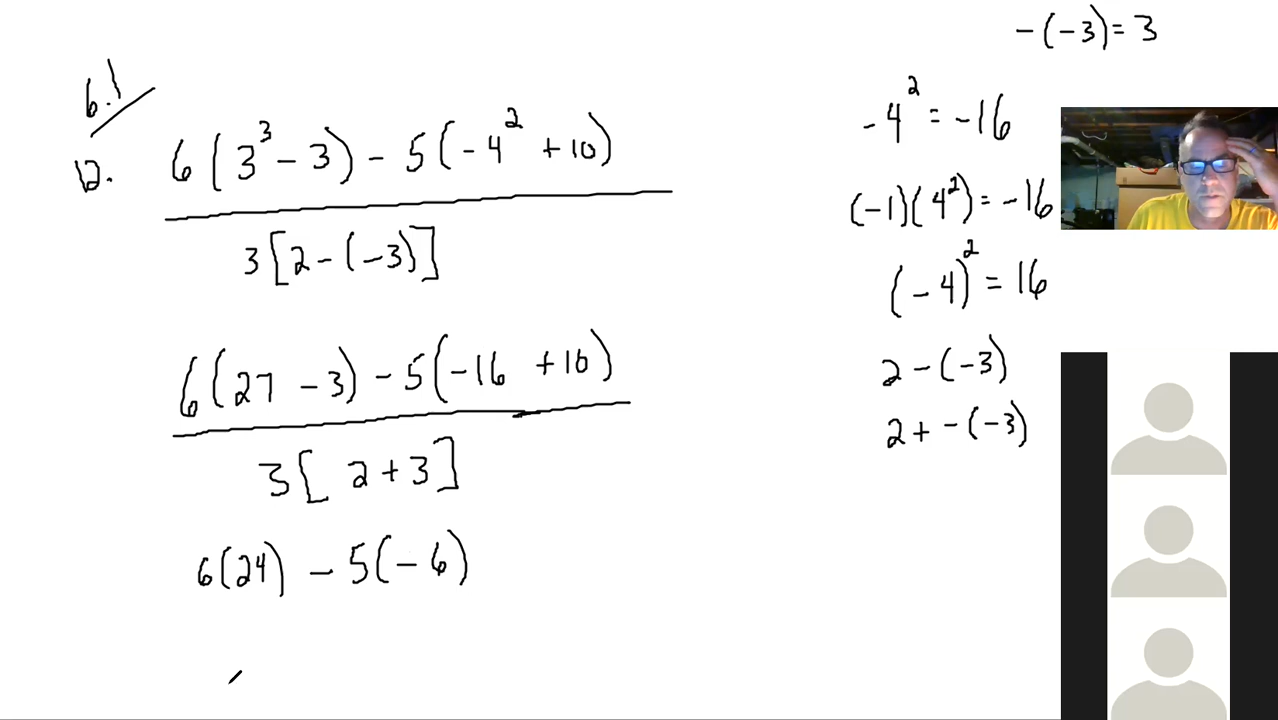 6.1
12.
6(3³ - 3) - 5(-4² + 10)
3[2 - (-3)]
6(27 - 3) - 5(-16 + 10)
3[2 + 3]
6(24) - 5(-6)
-(-3) = 3
-4² = -16
(-1)(4²) = -16
(-4)² = 16
2 - (-3)
2 + -(-3)